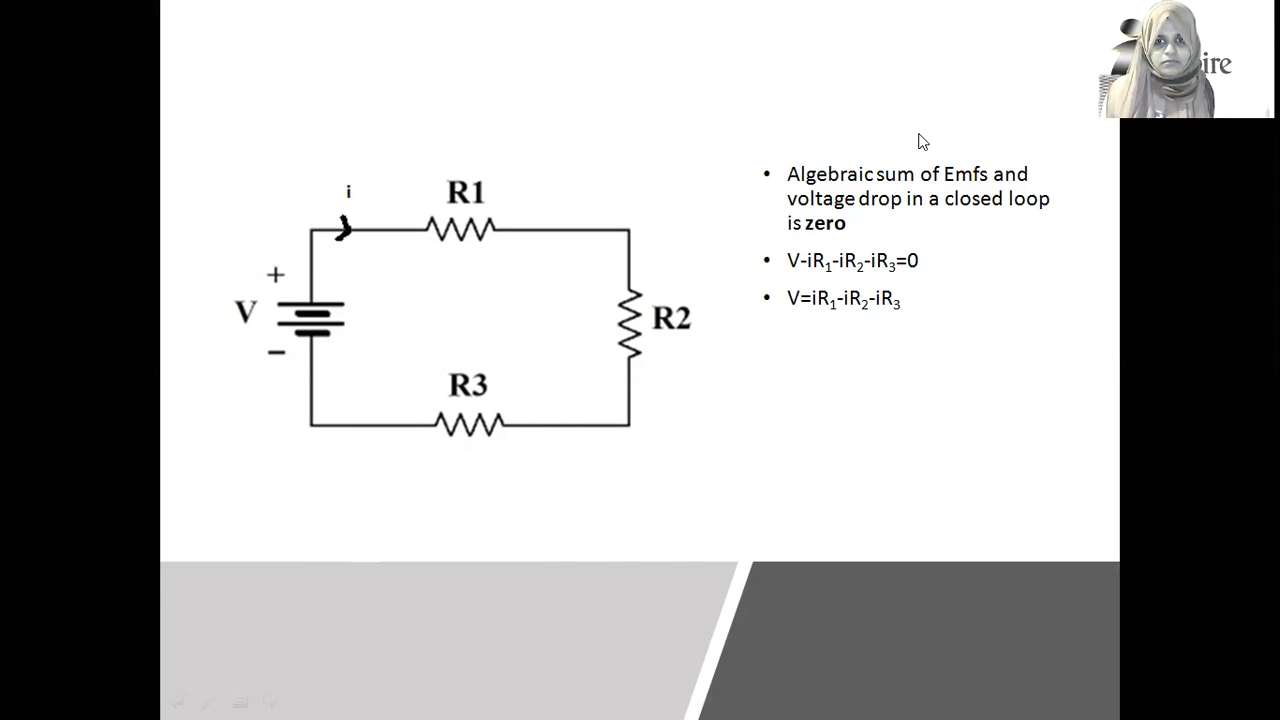 ire
i
R1
+
V
−
R2
R3
• Algebraic sum of Emfs and
voltage drop in a closed loop
is zero
• V-iR₁-iR₂-iR₃=0
• V=iR₁-iR₂-iR₃